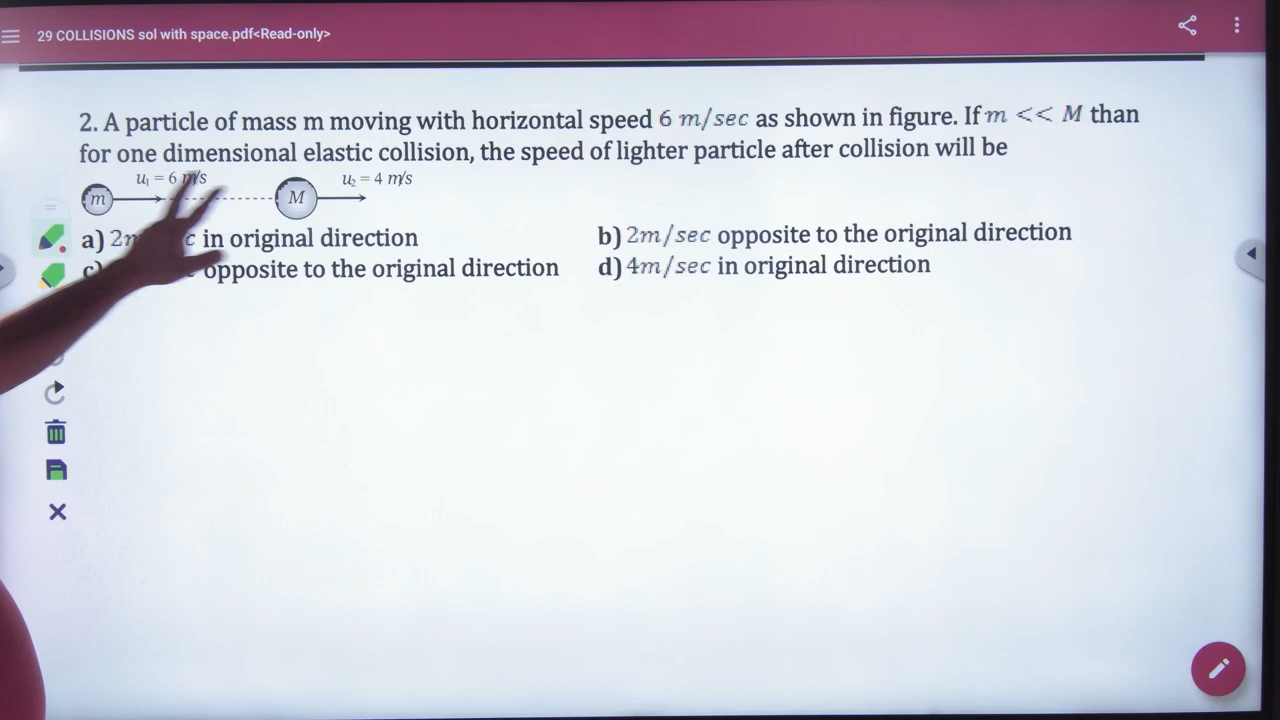 29 COLLISIONS sol with space.pdf<Read-only>
2. A particle of mass m moving with horizontal speed 6 m/sec as shown in figure. If m << M than
for one dimensional elastic collision, the speed of lighter particle after collision will be
u₁ = 6 m/s u₂ = 4 m/s
m M
a) in original direction b) 2m/sec opposite to the original direction
opposite to the original direction d) 4m/sec in original direction